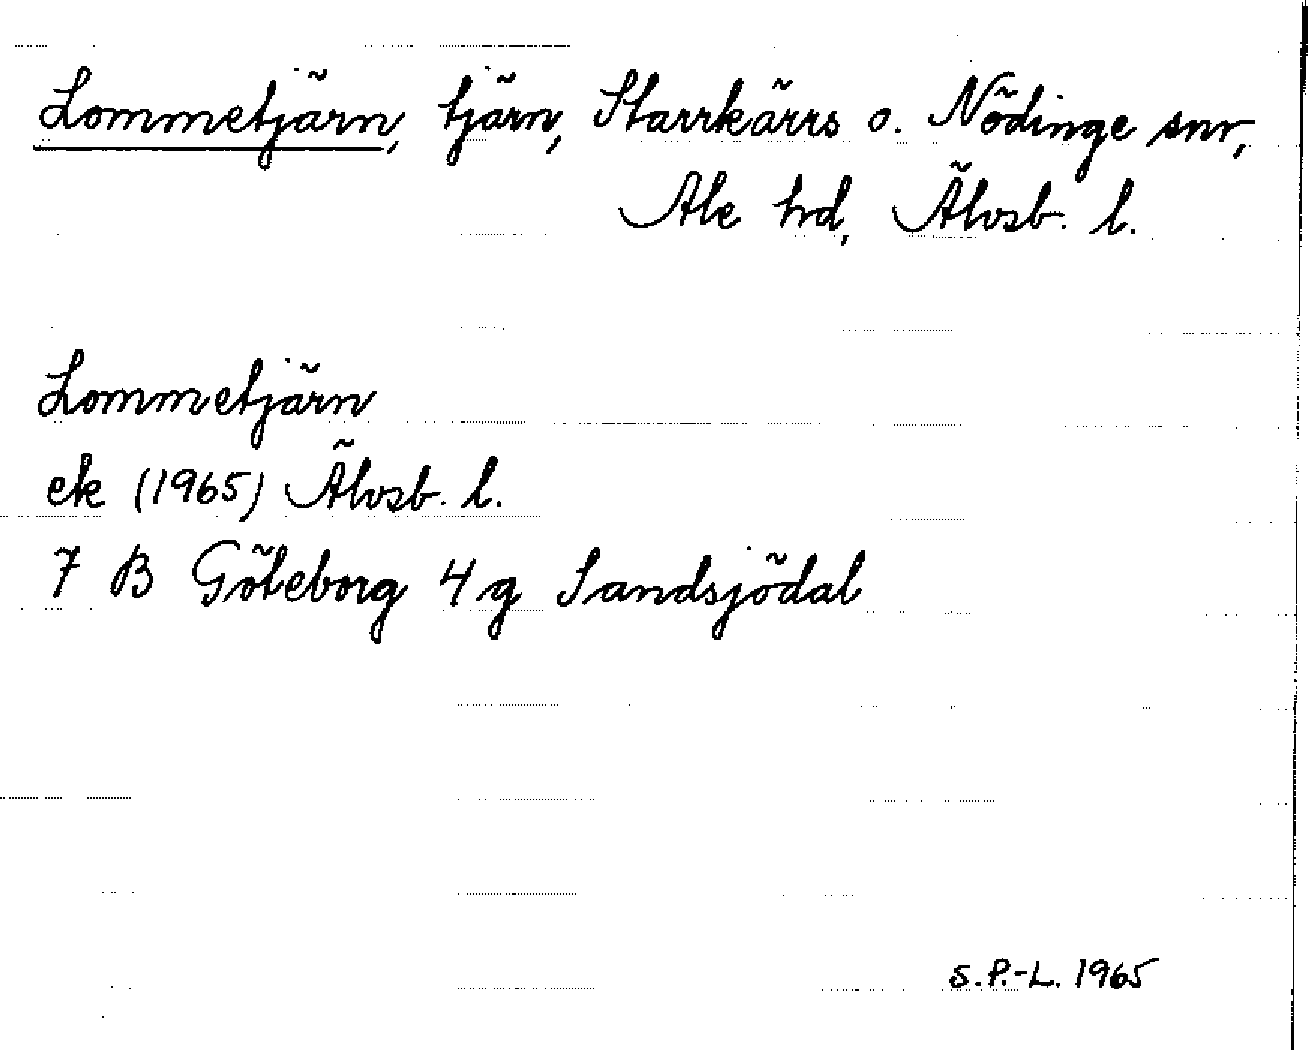 Lommetjärn, tjärn, Starrkärrs o. Nödinge snr,
Ale hd, Älvsb. l.
Lommetjärn
ek (1965) Älvsb. l.
7 B Göteborg 4 g Sandsjödal
S.P.-L. 1965